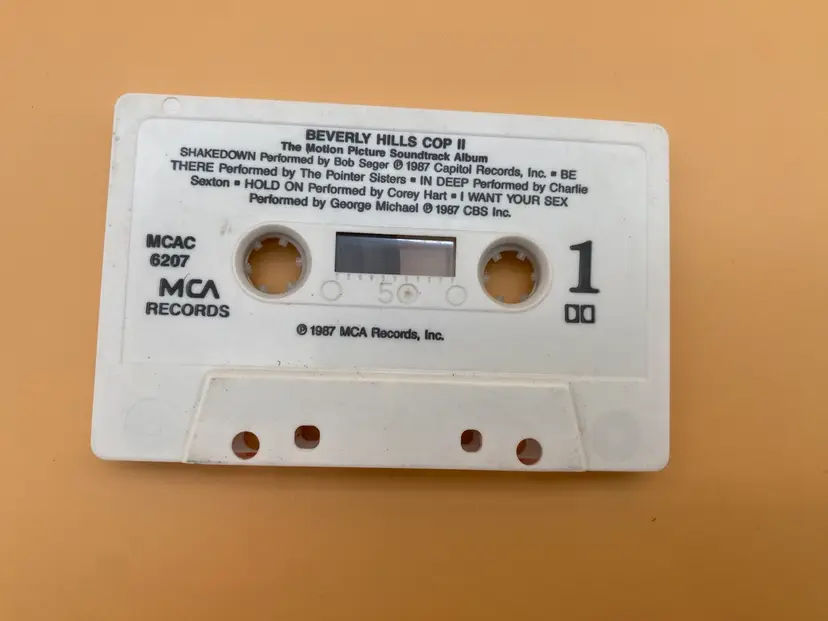 BEVERLY HILLS COP II
The Motion Picture Soundtrack Album
SHAKEDOWN Performed by Bob Seger ℗ 1987 Capitol Records, Inc. ▪ BE
THERE Performed by The Pointer Sisters ▪ IN DEEP Performed by Charlie
Sexton ▪ HOLD ON Performed by Corey Hart ▪ I WANT YOUR SEX
Performed by George Michael ℗ 1987 CBS Inc.
MCAC
6207
MCA
RECORDS
50
1
℗ 1987 MCA Records, Inc.